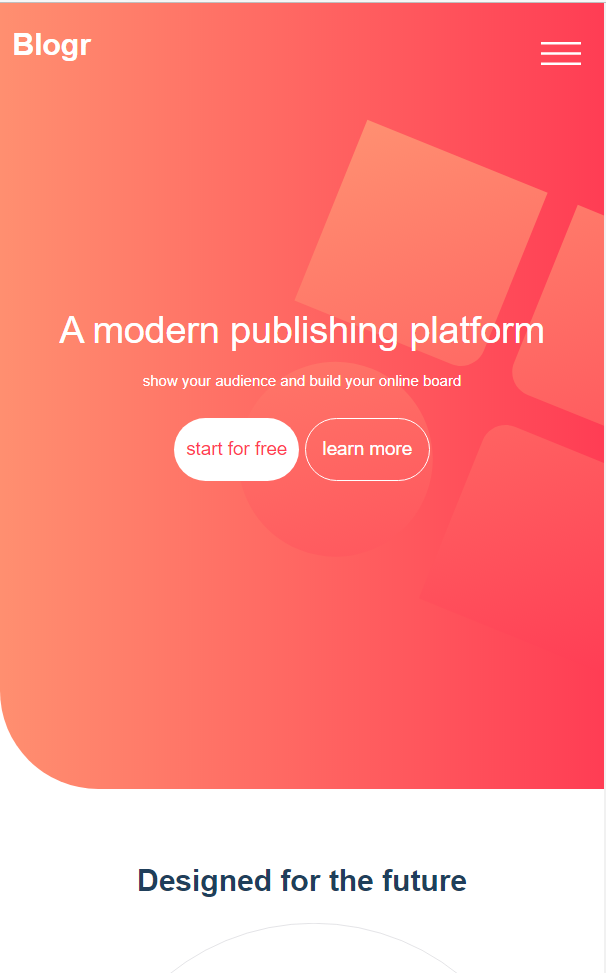 Blogr
A modern publishing platform
show your audience and build your online board
start for free
learn more
Designed for the future